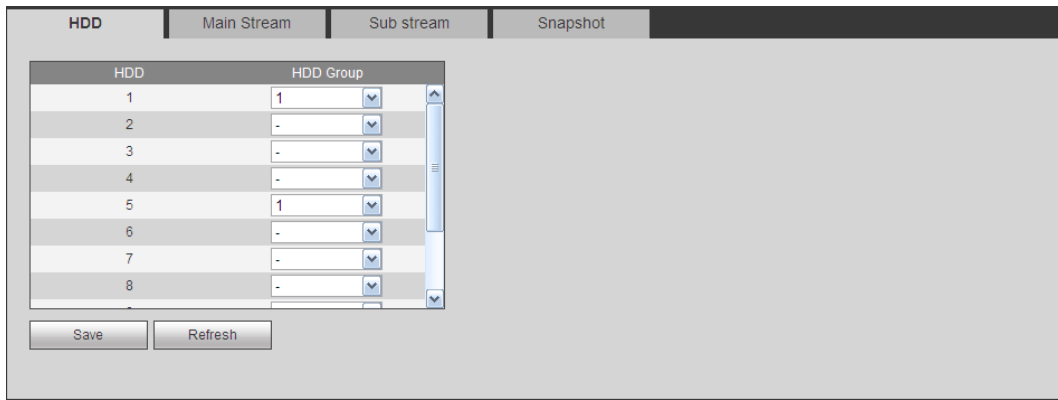 HDD Main Stream Sub stream Snapshot
HDD HDD Group
1 1
2 -
3 -
4 -
5 1
6 -
7 -
8 -
Save Refresh